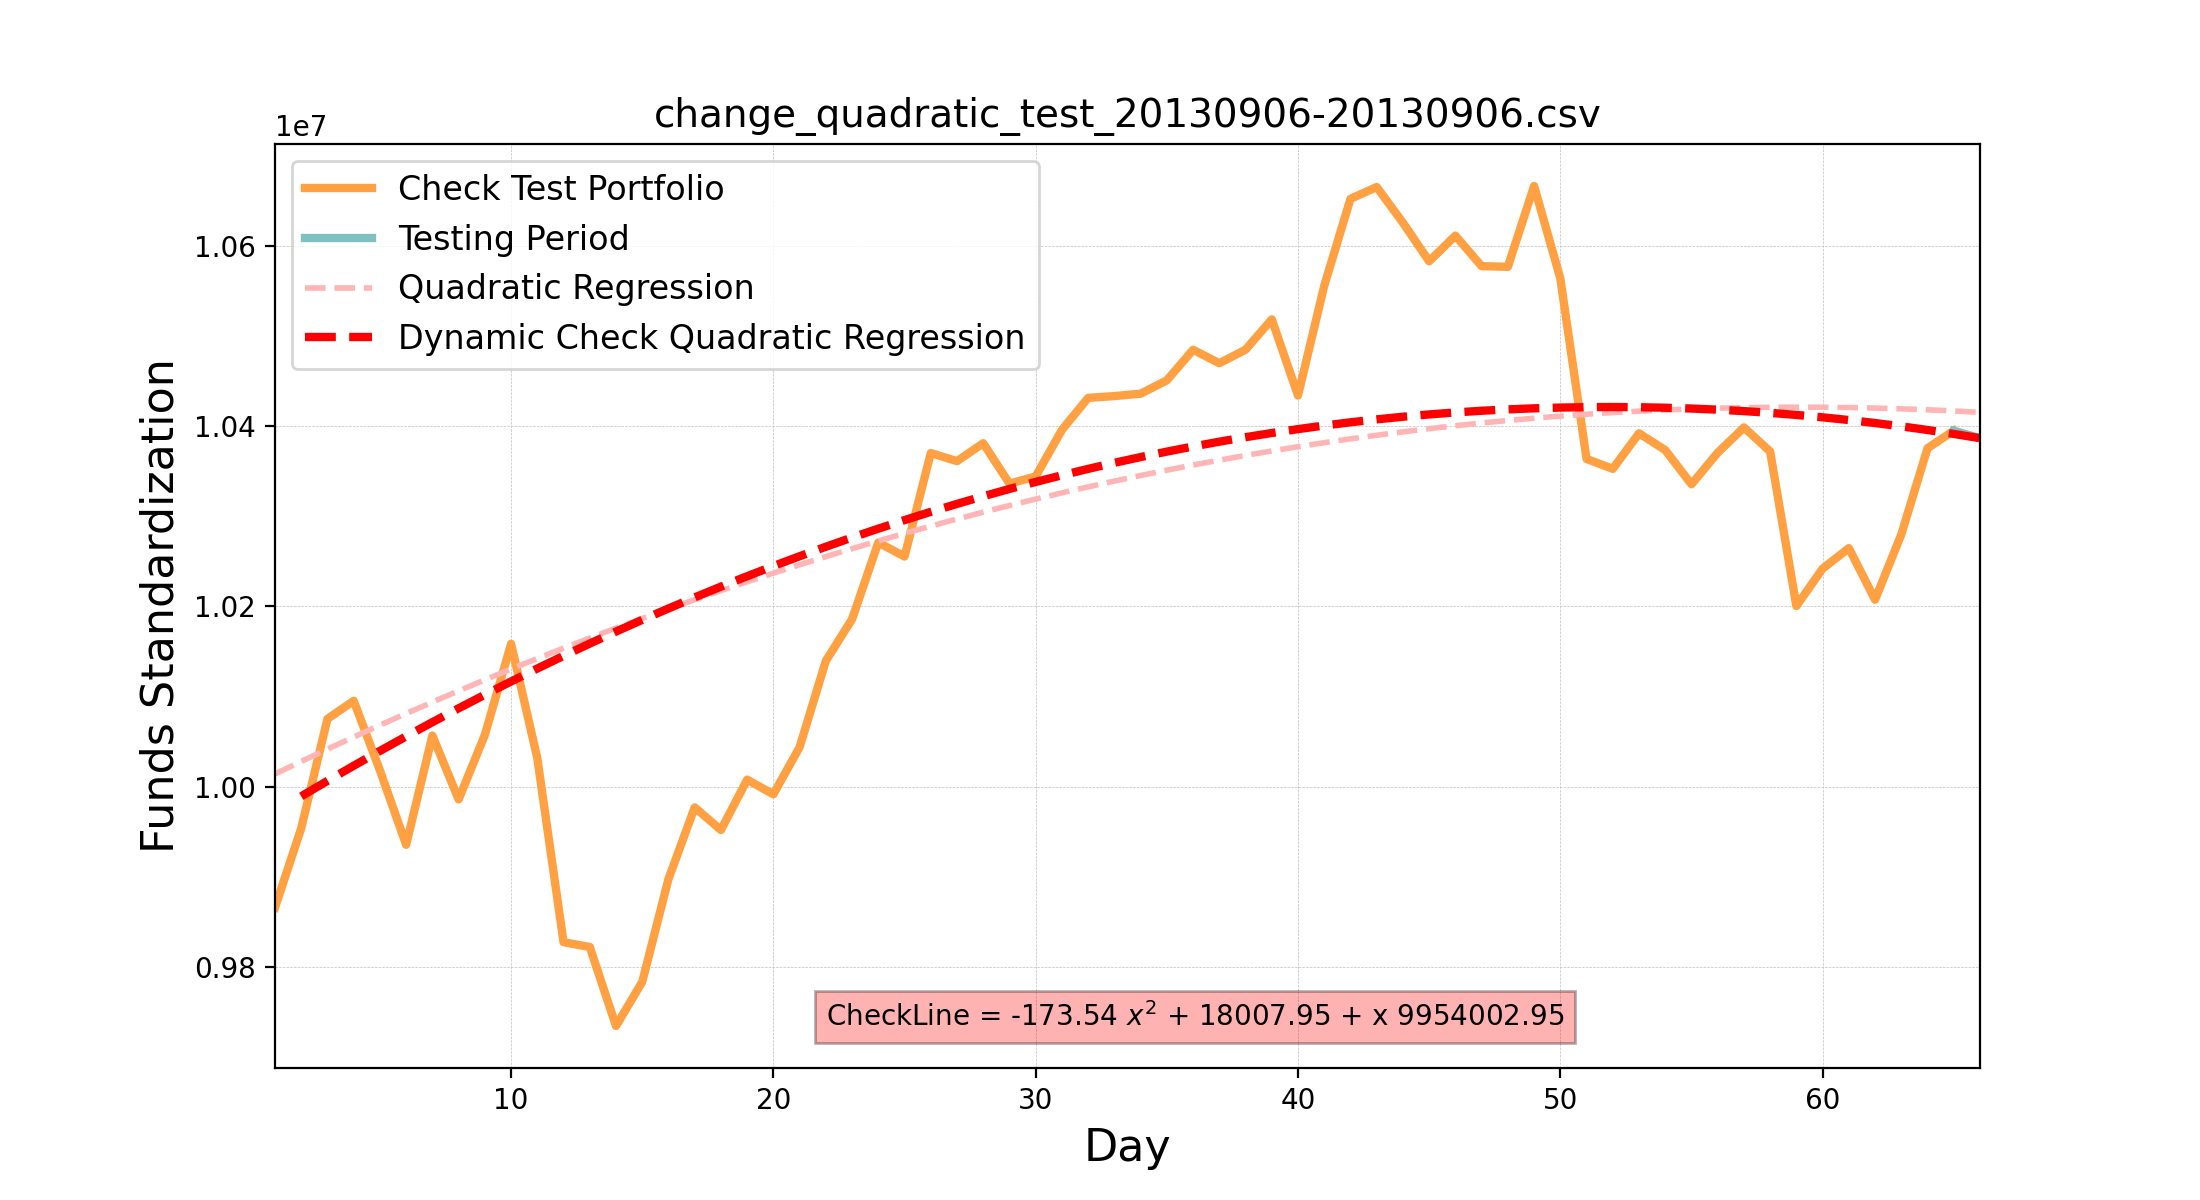 change_quadratic_test_20130906-20130906.csv
1e7
Check Test Portfolio
Testing Period
Quadratic Regression
Dynamic Check Quadratic Regression
1.06
1.04
1.02
1.00
0.98
Funds Standardization
CheckLine = -173.54 x² + 18007.95 + x 9954002.95
10
20
30
40
50
60
Day